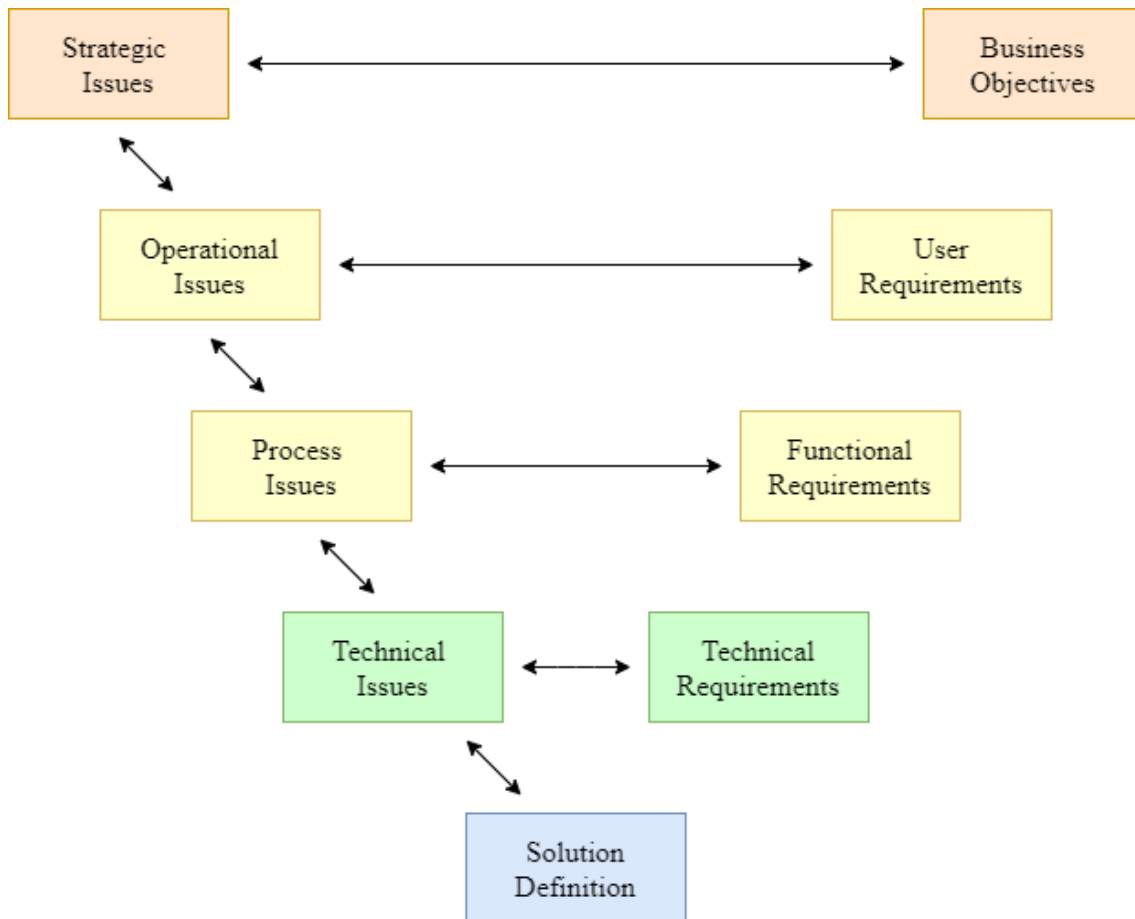 Strategic
Issues
Business
Objectives
Operational
Issues
User
Requirements
Process
Issues
Functional
Requirements
Technical
Issues
Technical
Requirements
Solution
Definition